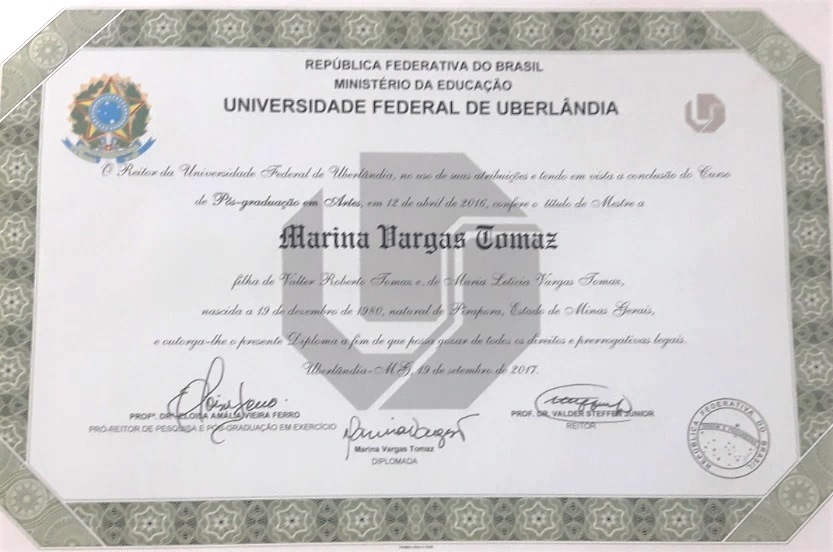 REPÚBLICA FEDERATIVA DO BRASIL
MINISTÉRIO DA EDUCAÇÃO
UNIVERSIDADE FEDERAL DE UBERLÂNDIA
O Reitor da Universidade Federal de Uberlândia, no uso de suas atribuições e tendo em vista a conclusão do Curso
de Pós-graduação em Artes, em 12 de abril de 2016, confere o título de Mestre a
Marina Vargas Tomaz
filha de Valter Roberto Tomaz e, de Maria Letícia Vargas Tomaz,
nascida a 19 de dezembro de 1980, natural de Pirapora, Estado de Minas Gerais,
e outorga-lhe o presente Diploma a fim de que possa gozar de todos os direitos e prerrogativas legais.
Uberlândia-MG, 19 de setembro de 2017.
PROFª. DRª. ELOISA AMÁLIA VIEIRA FERRO
PRÓ-REITOR DE PESQUISA E PÓS-GRADUAÇÃO EM EXERCÍCIO
Marina Vargas
Marina Vargas Tomaz
DIPLOMADA
PROF. DR. VALDER STEFFEN JÚNIOR
REITOR
REPÚBLICA FEDERATIVA DO BRASIL